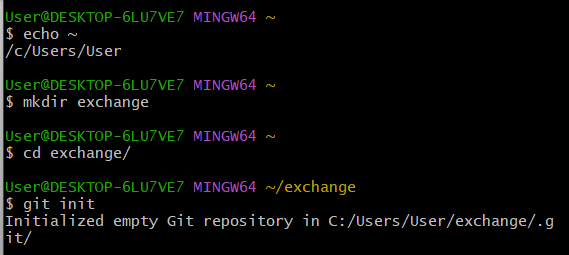 User@DESKTOP-6LU7VE7 MINGW64 ~
$ echo ~
/c/Users/User
User@DESKTOP-6LU7VE7 MINGW64 ~
$ mkdir exchange
User@DESKTOP-6LU7VE7 MINGW64 ~
$ cd exchange/
User@DESKTOP-6LU7VE7 MINGW64 ~/exchange
$ git init
Initialized empty Git repository in C:/Users/User/exchange/.g
it/